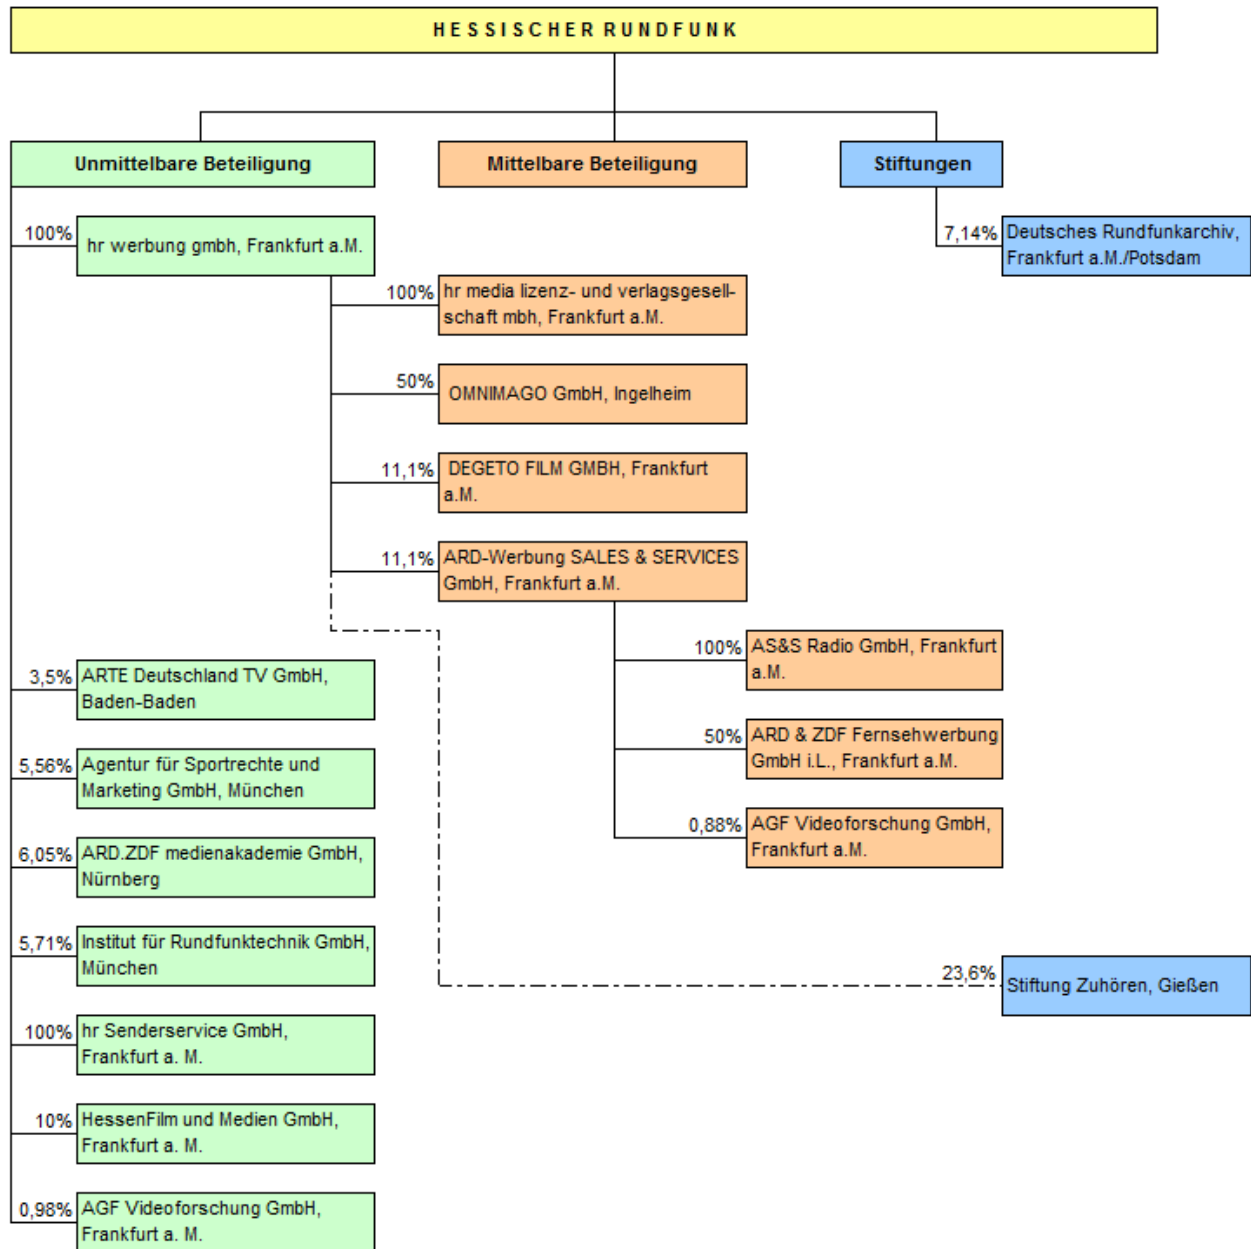 HESSISCHER RUNDFUNK
Unmittelbare Beteiligung
Mittelbare Beteiligung
Stiftungen
100%
hr werbung gmbh, Frankfurt a.M.
7,14%
Deutsches Rundfunkarchiv,
Frankfurt a.M./Potsdam
100%
hr media lizenz- und verlagsgesell-
schaft mbh, Frankfurt a.M.
50%
OMNIMAGO GmbH, Ingelheim
11,1%
DEGETO FILM GMBH, Frankfurt
a.M.
11,1%
ARD-Werbung SALES & SERVICES
GmbH, Frankfurt a.M.
100%
AS&S Radio GmbH, Frankfurt
a.M.
50%
ARD & ZDF Fernsehwerbung
GmbH i.L., Frankfurt a.M.
0,88%
AGF Videoforschung GmbH,
Frankfurt a.M.
23,6%
Stiftung Zuhören, Gießen
3,5%
ARTE Deutschland TV GmbH,
Baden-Baden
5,56%
Agentur für Sportrechte und
Marketing GmbH, München
6,05%
ARD.ZDF medienakademie GmbH,
Nürnberg
5,71%
Institut für Rundfunktechnik GmbH,
München
100%
hr Senderservice GmbH,
Frankfurt a. M.
10%
HessenFilm und Medien GmbH,
Frankfurt a. M.
0,98%
AGF Videoforschung GmbH,
Frankfurt a. M.